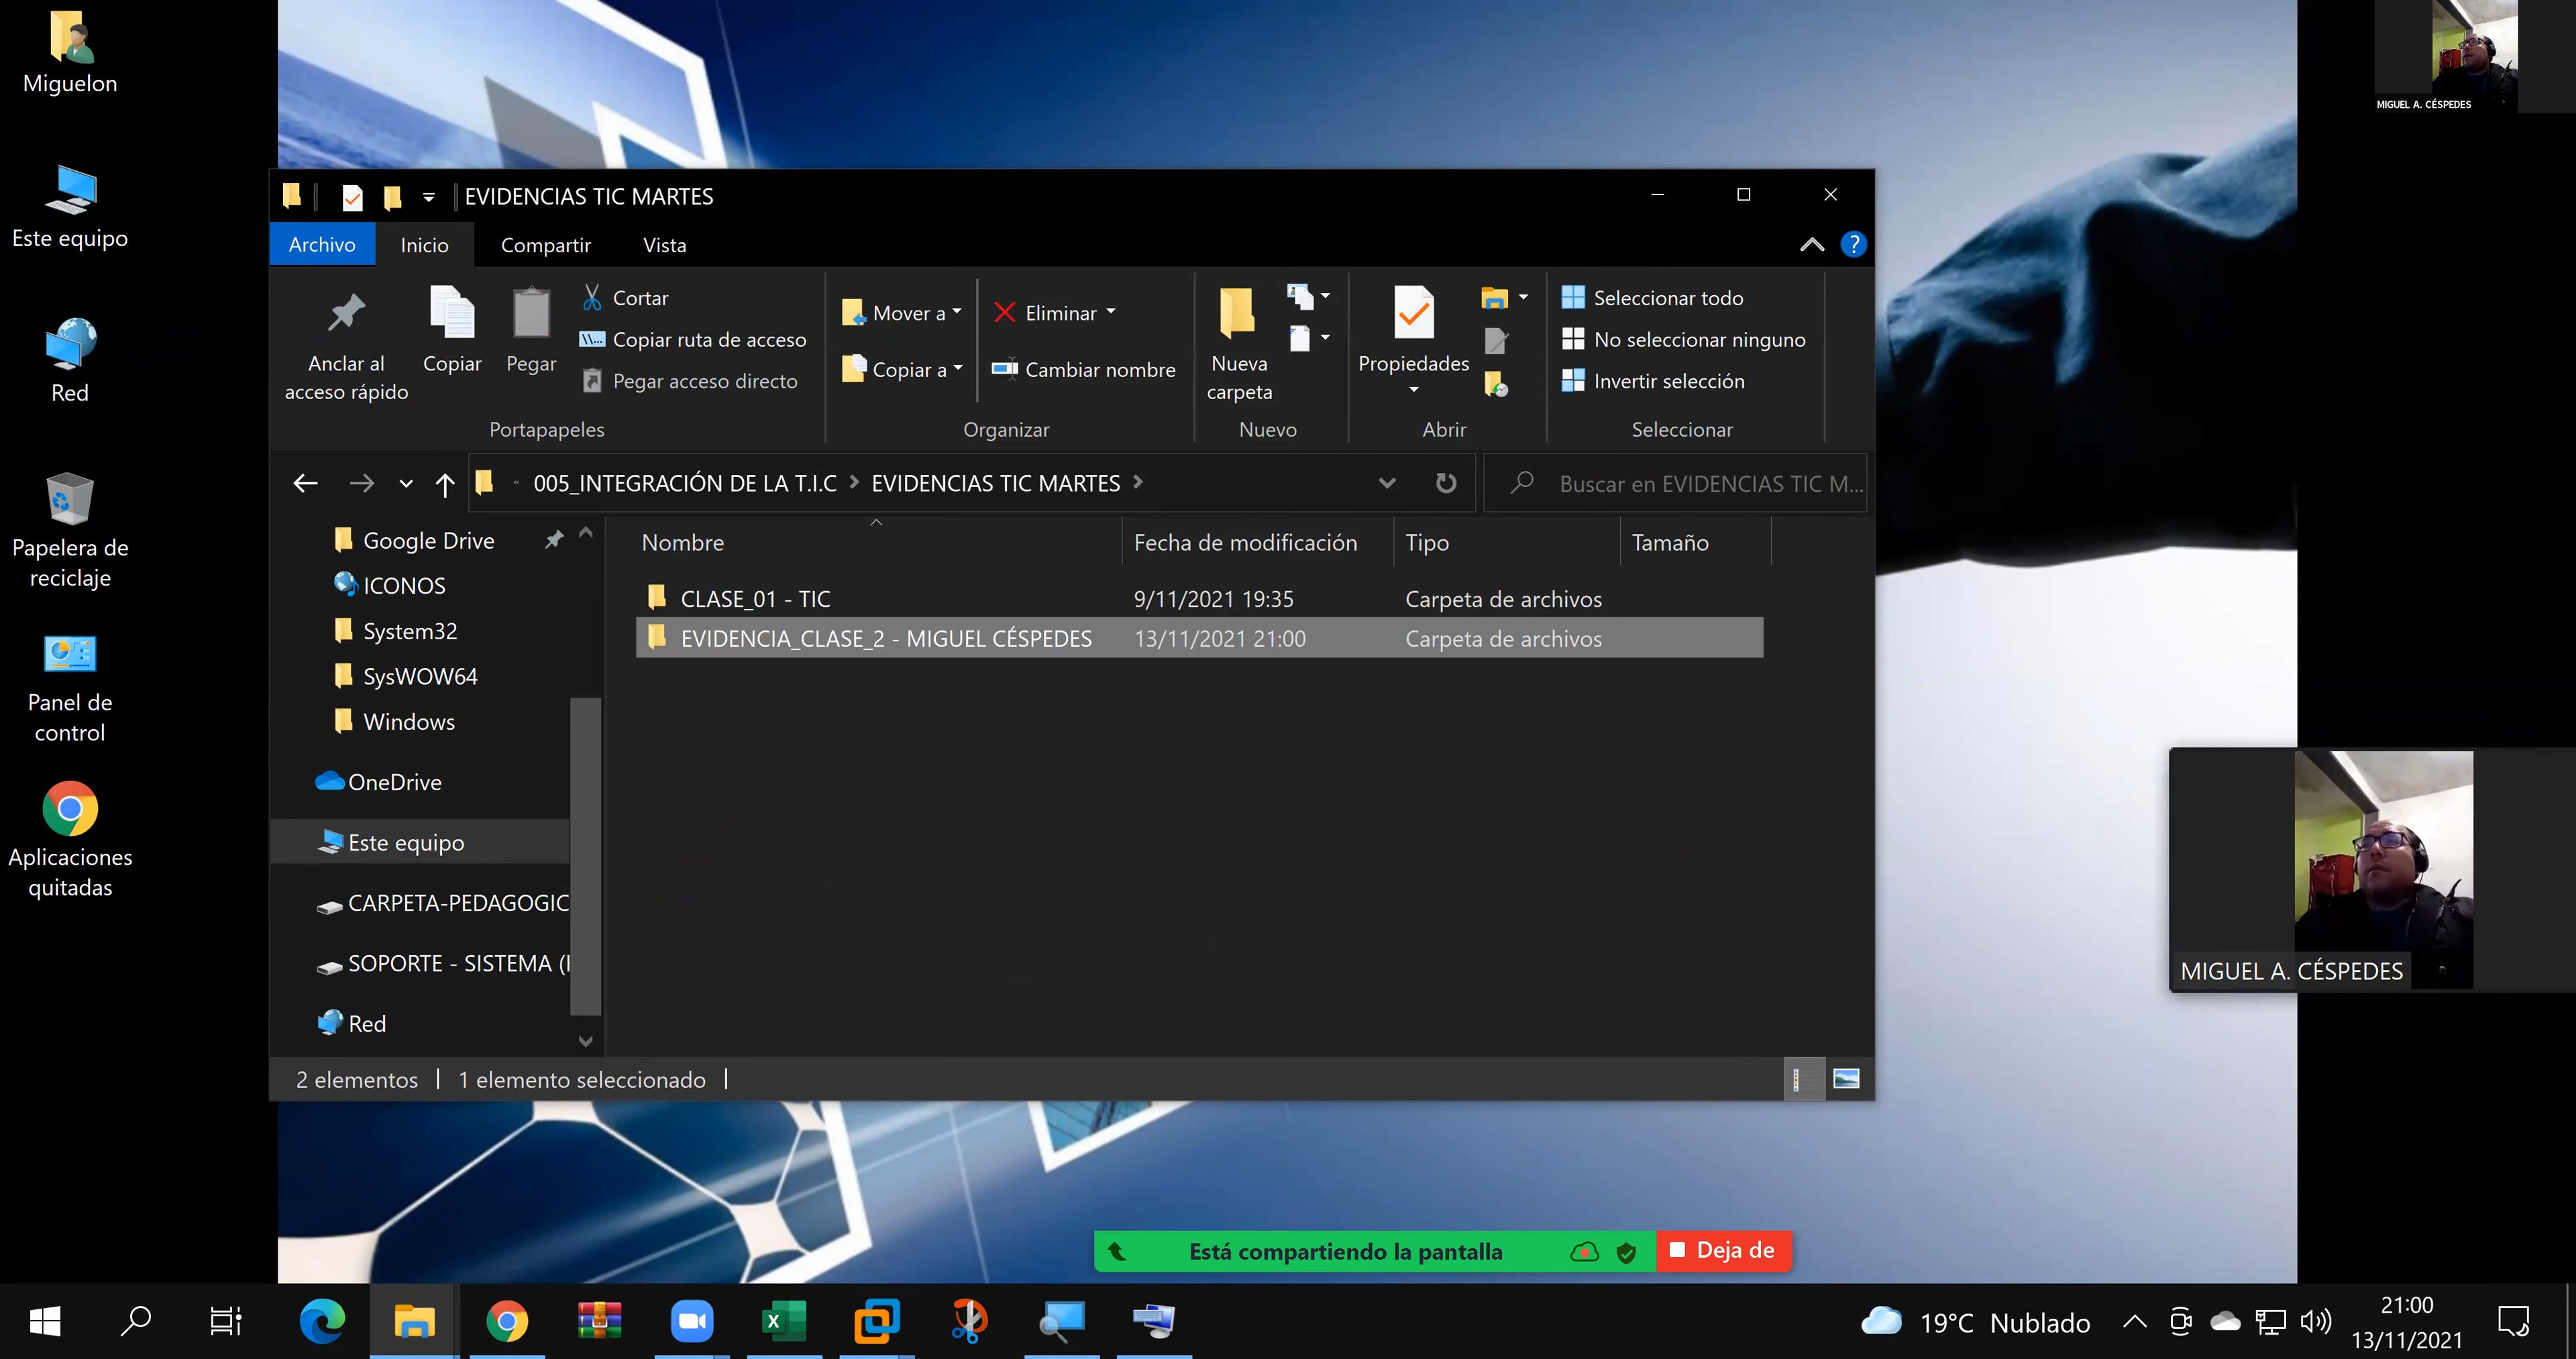 Miguelon
Este equipo
Red
Papelera de
reciclaje
Panel de
control
Aplicaciones
quitadas
MIGUEL A. CÉSPEDES
EVIDENCIAS TIC MARTES
Archivo
Inicio
Compartir
Vista
?
Anclar al
acceso rápido
Copiar
Pegar
Cortar
Copiar ruta de acceso
Pegar acceso directo
Portapapeles
Mover a
Copiar a
Eliminar
Cambiar nombre
Organizar
Nueva
carpeta
Nuevo
Propiedades
Abrir
Seleccionar todo
No seleccionar ninguno
Invertir selección
Seleccionar
« 005_INTEGRACIÓN DE LA T.I.C > EVIDENCIAS TIC MARTES >
Buscar en EVIDENCIAS TIC M...
Google Drive
ICONOS
System32
SysWOW64
Windows
OneDrive
Este equipo
CARPETA-PEDAGOGIC
SOPORTE - SISTEMA (
Red
Nombre Fecha de modificación Tipo Tamaño
CLASE_01 - TIC 9/11/2021 19:35 Carpeta de archivos
EVIDENCIA_CLASE_2 - MIGUEL CÉSPEDES 13/11/2021 21:00 Carpeta de archivos
2 elementos
1 elemento seleccionado
MIGUEL A. CÉSPEDES
Está compartiendo la pantalla
Deja de
19°C Nublado
21:00
13/11/2021